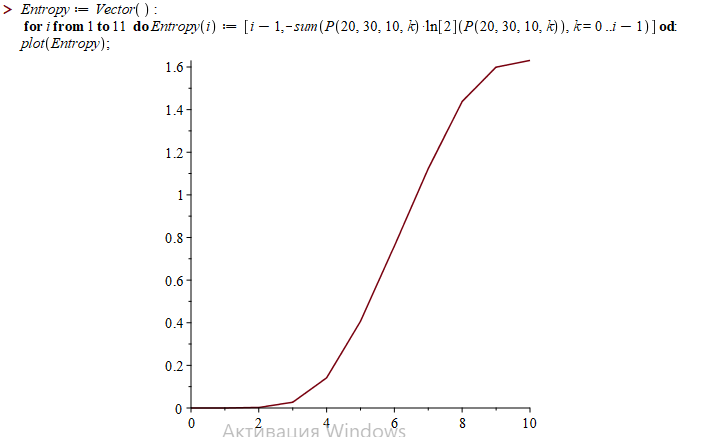 > Entropy := Vector( ) :
for i from 1 to 11 do Entropy(i) := [i − 1,−sum(P(20, 30, 10, k)·ln[2](P(20, 30, 10, k)), k = 0 ..i − 1)] od:
plot(Entropy);
1.6
1.4
1.2
1
0.8
0.6
0.4
0.2
0
0 2 4 6 8 10
Активация Windows